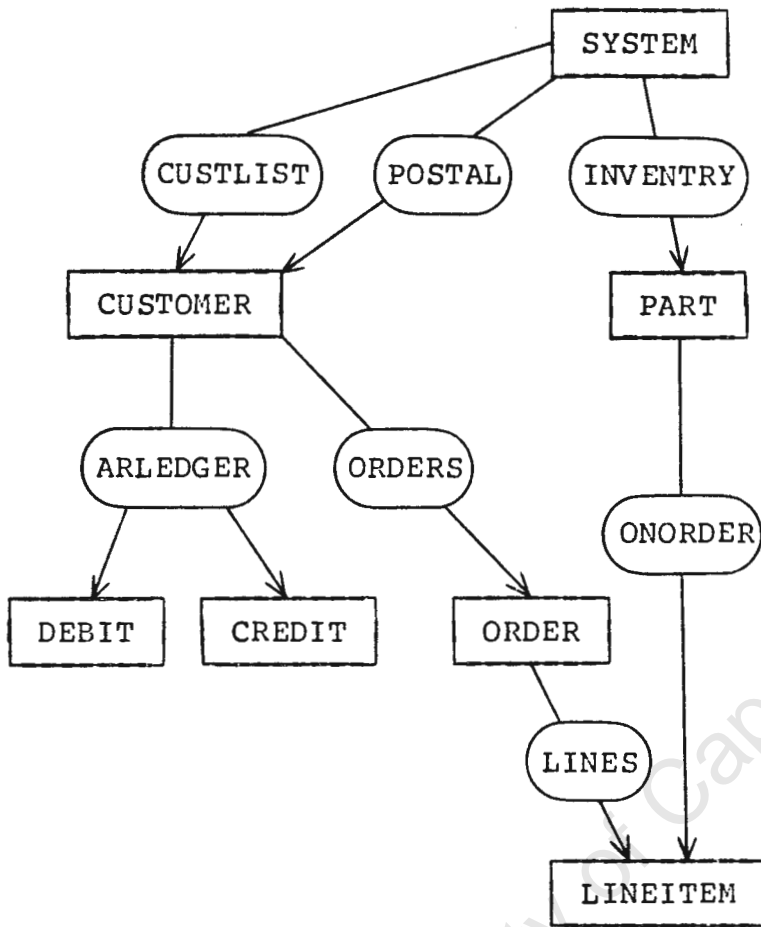 SYSTEM
CUSTLIST
POSTAL
INVENTRY
CUSTOMER
PART
ARLEDGER
ORDERS
ONORDER
DEBIT
CREDIT
ORDER
LINES
LINEITEM